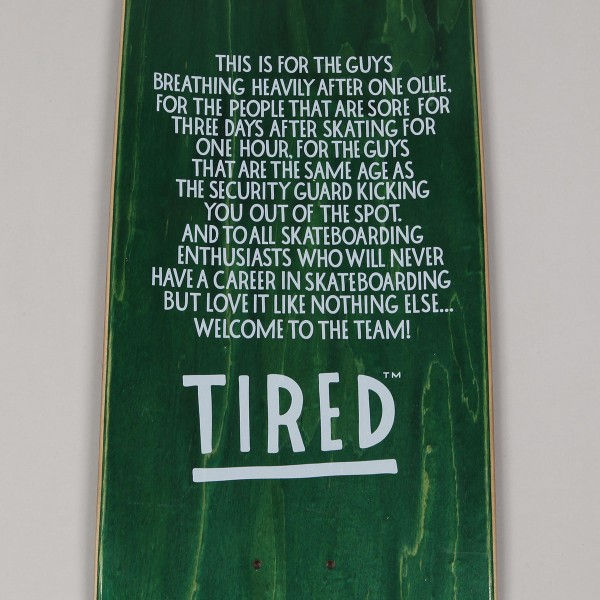 THIS IS FOR THE GUYS
BREATHING HEAVILY AFTER ONE OLLIE,
FOR THE PEOPLE THAT ARE SORE FOR
THREE DAYS AFTER SKATING FOR
ONE HOUR, FOR THE GUYS
THAT ARE THE SAME AGE AS
THE SECURITY GUARD KICKING
YOU OUT OF THE SPOT.
AND TO ALL SKATEBOARDING
ENTHUSIASTS WHO WILL NEVER
HAVE A CAREER IN SKATEBOARDING
BUT LOVE IT LIKE NOTHING ELSE...
WELCOME TO THE TEAM!
TIRED™